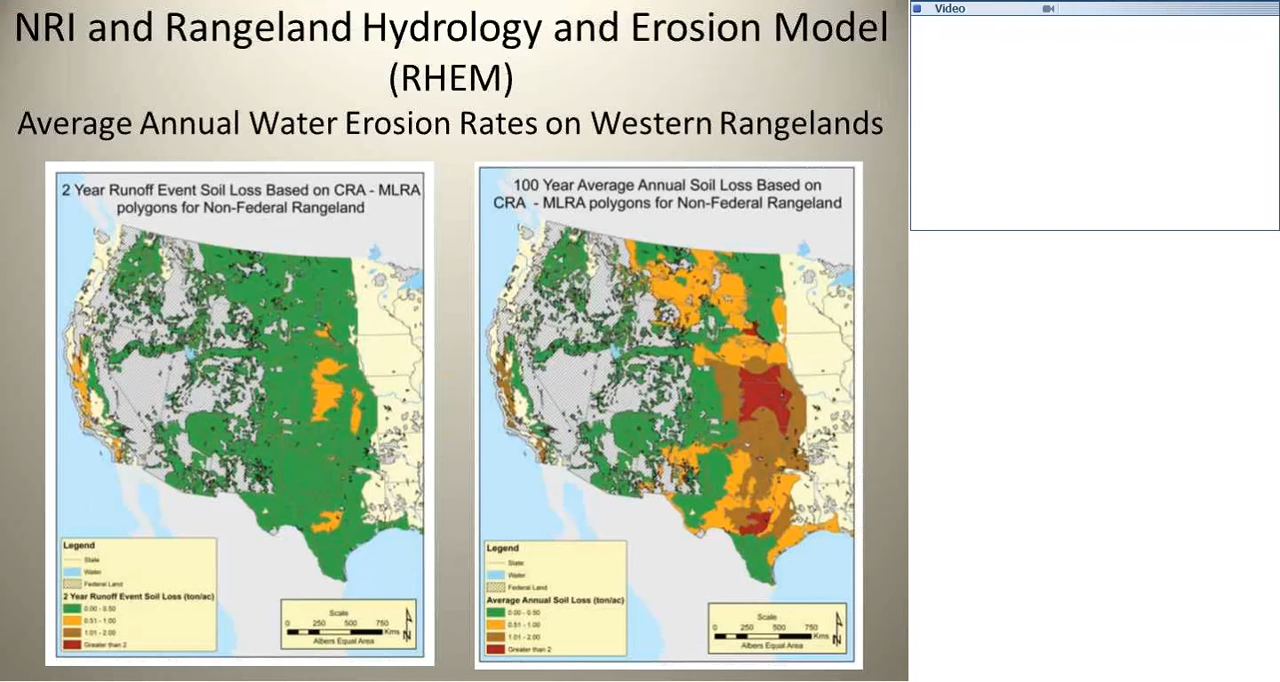 NRI and Rangeland Hydrology and Erosion Model
(RHEM)
Average Annual Water Erosion Rates on Western Rangelands
2 Year Runoff Event Soil Loss Based on CRA - MLRA
polygons for Non-Federal Rangeland
Legend
State
Water
Federal Land
2 Year Runoff Event Soil Loss (ton/ac)
0.00 - 0.50
0.51 - 1.00
1.01 - 2.00
Greater than 2
Scale
0 250 500 750
Kms
N
Albers Equal Area
100 Year Average Annual Soil Loss Based on
CRA - MLRA polygons for Non-Federal Rangeland
Legend
State
Water
Federal Land
Average Annual Soil Loss (ton/ac)
0.00 - 0.50
0.51 - 1.00
1.01 - 2.00
Greater than 2
Scale
0 250 500 750
Kms
N
Albers Equal Area
Video